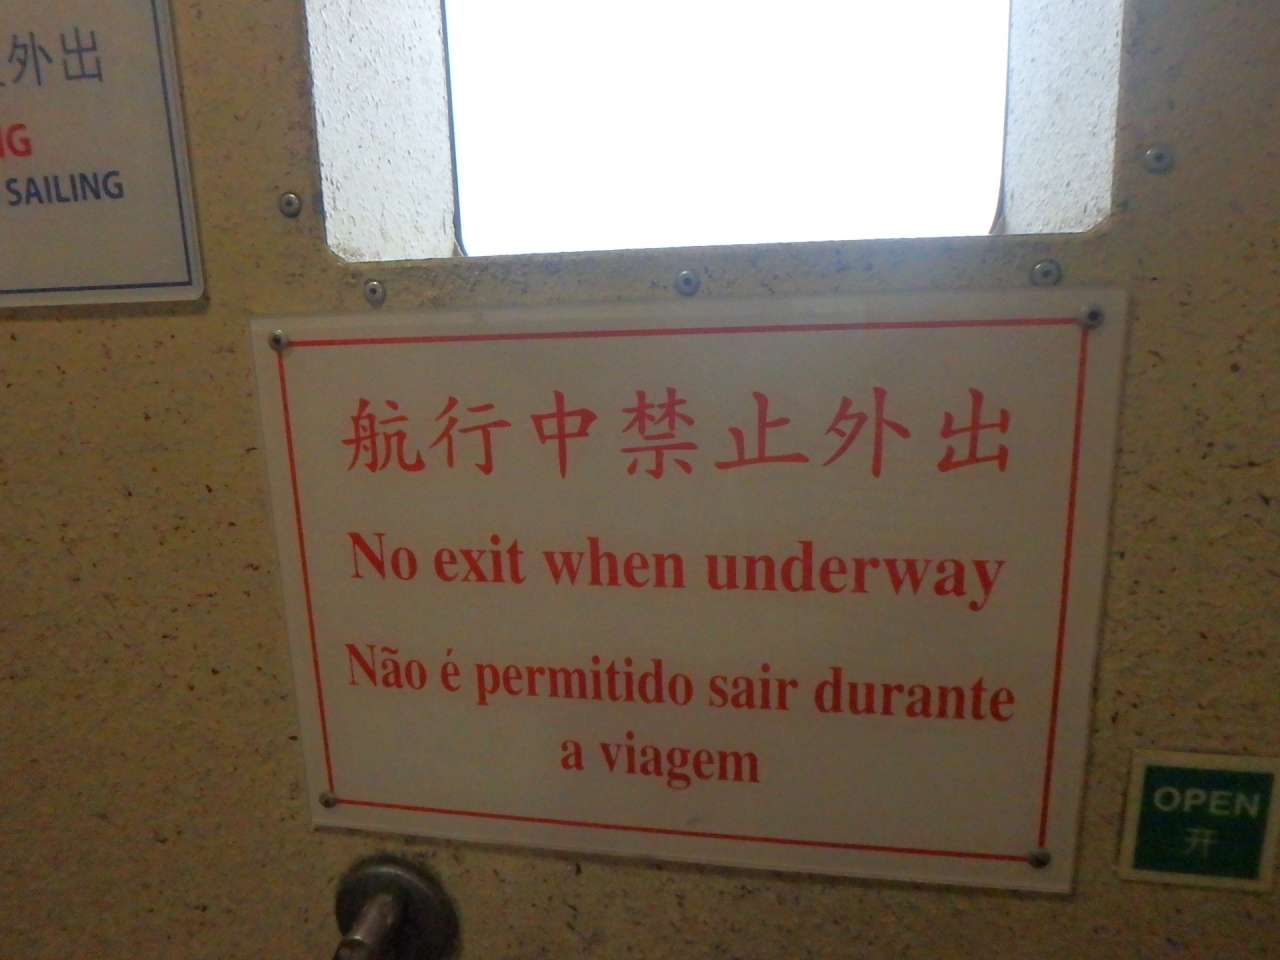 外出
SAILING
航行中禁止外出
No exit when underway
Não é permitido sair durante
a viagem
OPEN
开